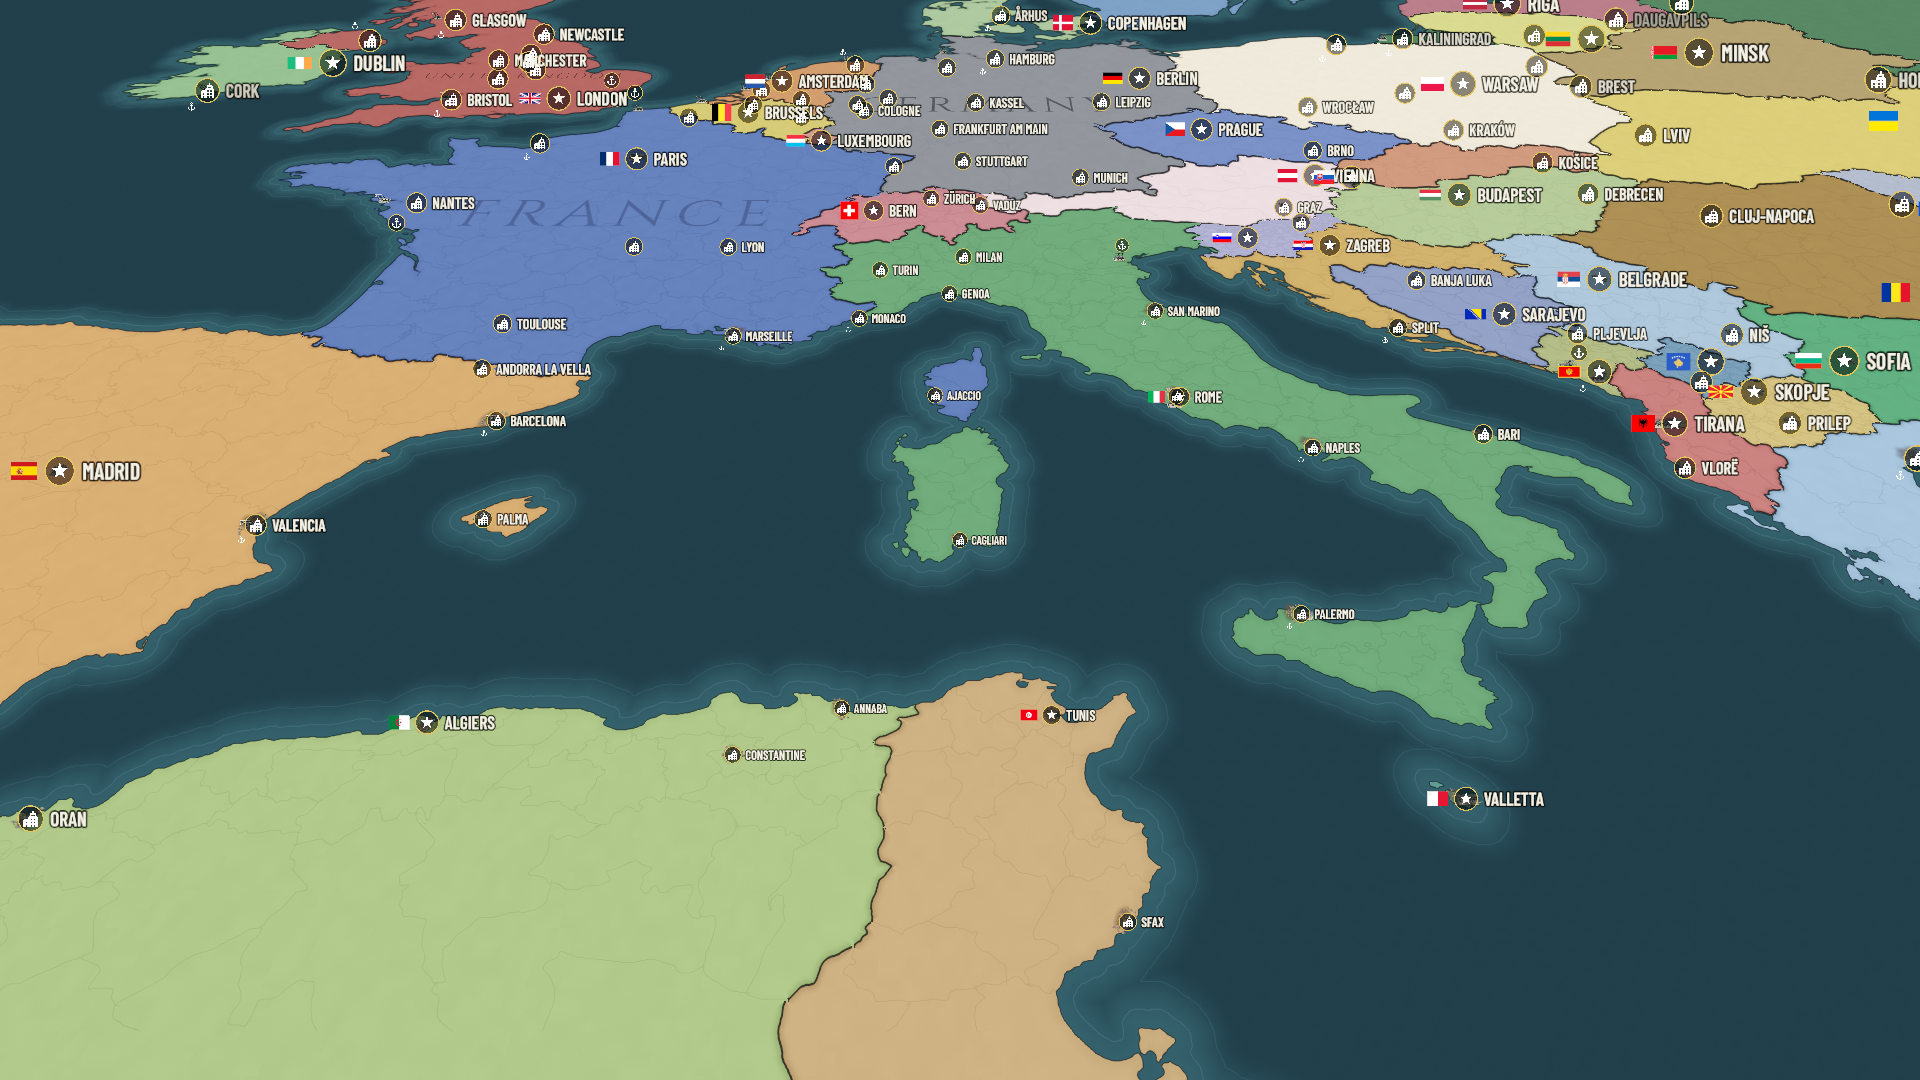 GLASGOW
ÅRHUS
COPENHAGEN
RIGA
DAUGAVPILS
NEWCASTLE
KALININGRAD
DUBLIN
MANCHESTER
HAMBURG
MINSK
CORK
AMSTERDAM
BERLIN
WARSAW
BREST
BRISTOL
LONDON
GERMANY
KASSEL
LEIPZIG
WROCŁAW
BRUSSELS
COLOGNE
FRANKFURT AM MAIN
PRAGUE
KRAKÓW
LVIV
LUXEMBOURG
BRNO
PARIS
STUTTGART
KOŠICE
MUNICH
VIENNA
BUDAPEST
DEBRECEN
NANTES
FRANCE
BERN
ZÜRICH
VADUZ
GRAZ
CLUJ-NAPOCA
LYON
ZAGREB
MILAN
TURIN
BANJA LUKA
BELGRADE
GENOA
SAN MARINO
SARAJEVO
MONACO
TOULOUSE
SPLIT
PLJEVLJA
NIŠ
MARSEILLE
SOFIA
ANDORRA LA VELLA
AJACCIO
ROME
SKOPJE
BARCELONA
TIRANA
PRILEP
BARI
NAPLES
MADRID
VLORË
PALMA
VALENCIA
CAGLIARI
PALERMO
ANNABA
TUNIS
ALGIERS
CONSTANTINE
VALLETTA
ORAN
SFAX